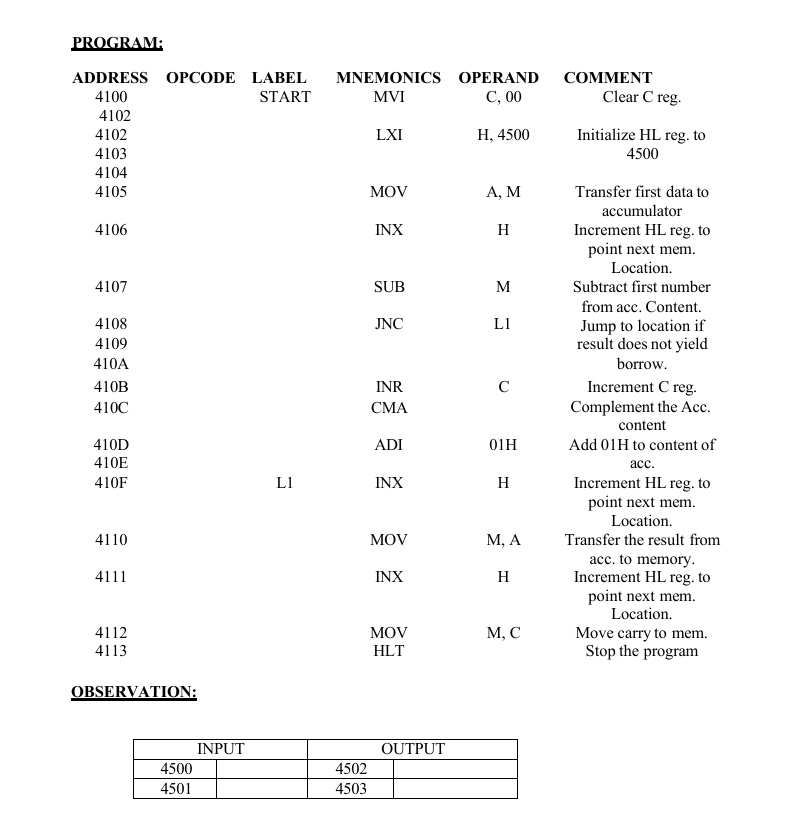 PROGRAM:
ADDRESS OPCODE LABEL MNEMONICS OPERAND COMMENT
4100 START MVI C, 00 Clear C reg.
4102
4102 LXI H, 4500 Initialize HL reg. to
4103 4500
4104
4105 MOV A, M Transfer first data to
accumulator
4106 INX H Increment HL reg. to
point next mem.
Location.
4107 SUB M Subtract first number
from acc. Content.
4108 JNC L1 Jump to location if
4109 result does not yield
410A borrow.
410B INR C Increment C reg.
410C CMA Complement the Acc.
content
410D ADI 01H Add 01H to content of
410E acc.
410F L1 INX H Increment HL reg. to
point next mem.
Location.
4110 MOV M, A Transfer the result from
acc. to memory.
4111 INX H Increment HL reg. to
point next mem.
Location.
4112 MOV M, C Move carry to mem.
4113 HLT Stop the program
OBSERVATION:
INPUT OUTPUT
4500 4502
4501 4503